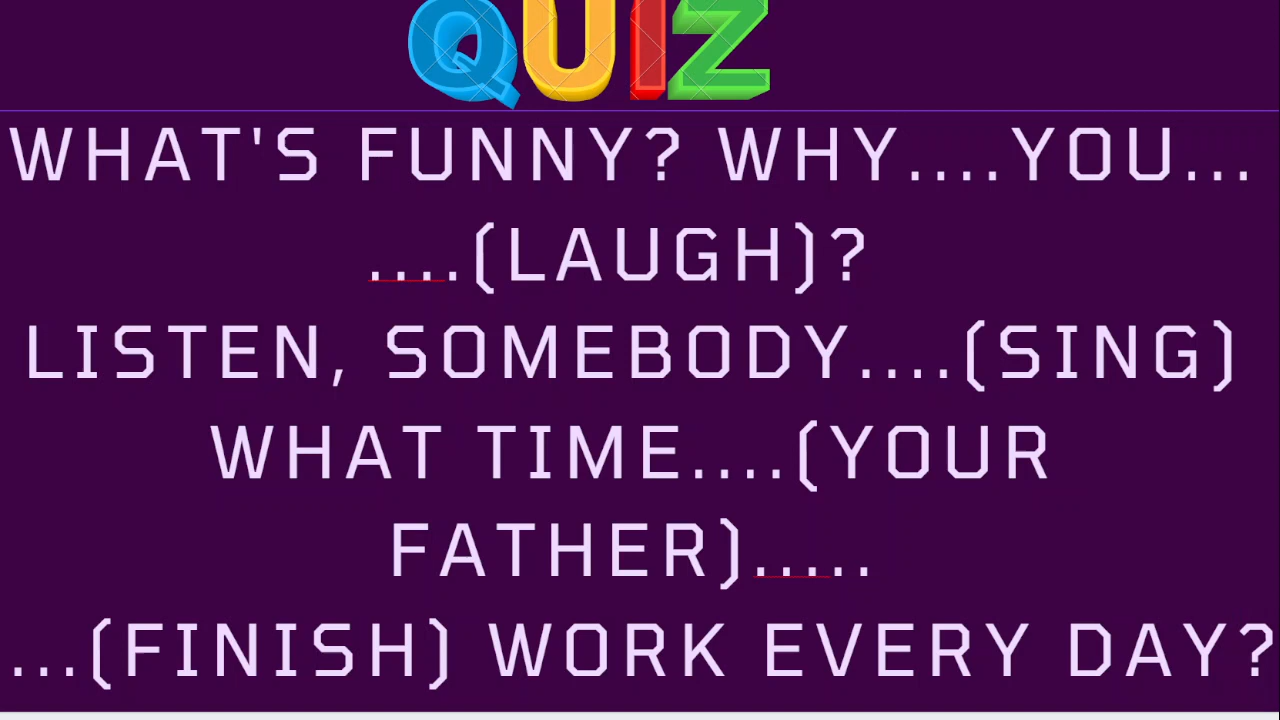 QUIZ
WHAT'S FUNNY? WHY....YOU...
....(LAUGH)?
LISTEN, SOMEBODY....(SING)
WHAT TIME....(YOUR
FATHER).....
...(FINISH) WORK EVERY DAY?